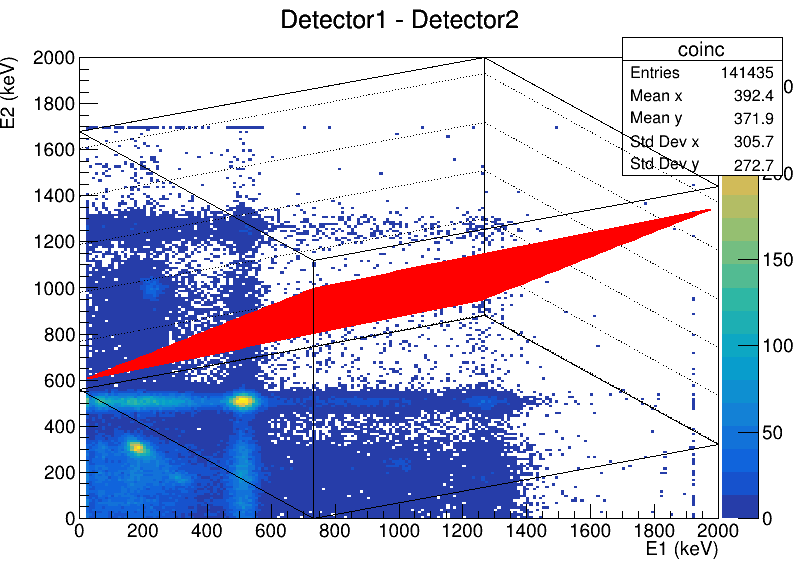 Detector1 - Detector2
E2 (keV)
2000
1800
1600
1400
1200
1000
800
600
400
200
0
coinc
Entries 141435
Mean x 392.4
Mean y 371.9
Std Dev x 305.7
Std Dev y 272.7
150
100
50
0
0 200 400 600 800 1000 1200 1400 1600 1800 2000
E1 (keV)